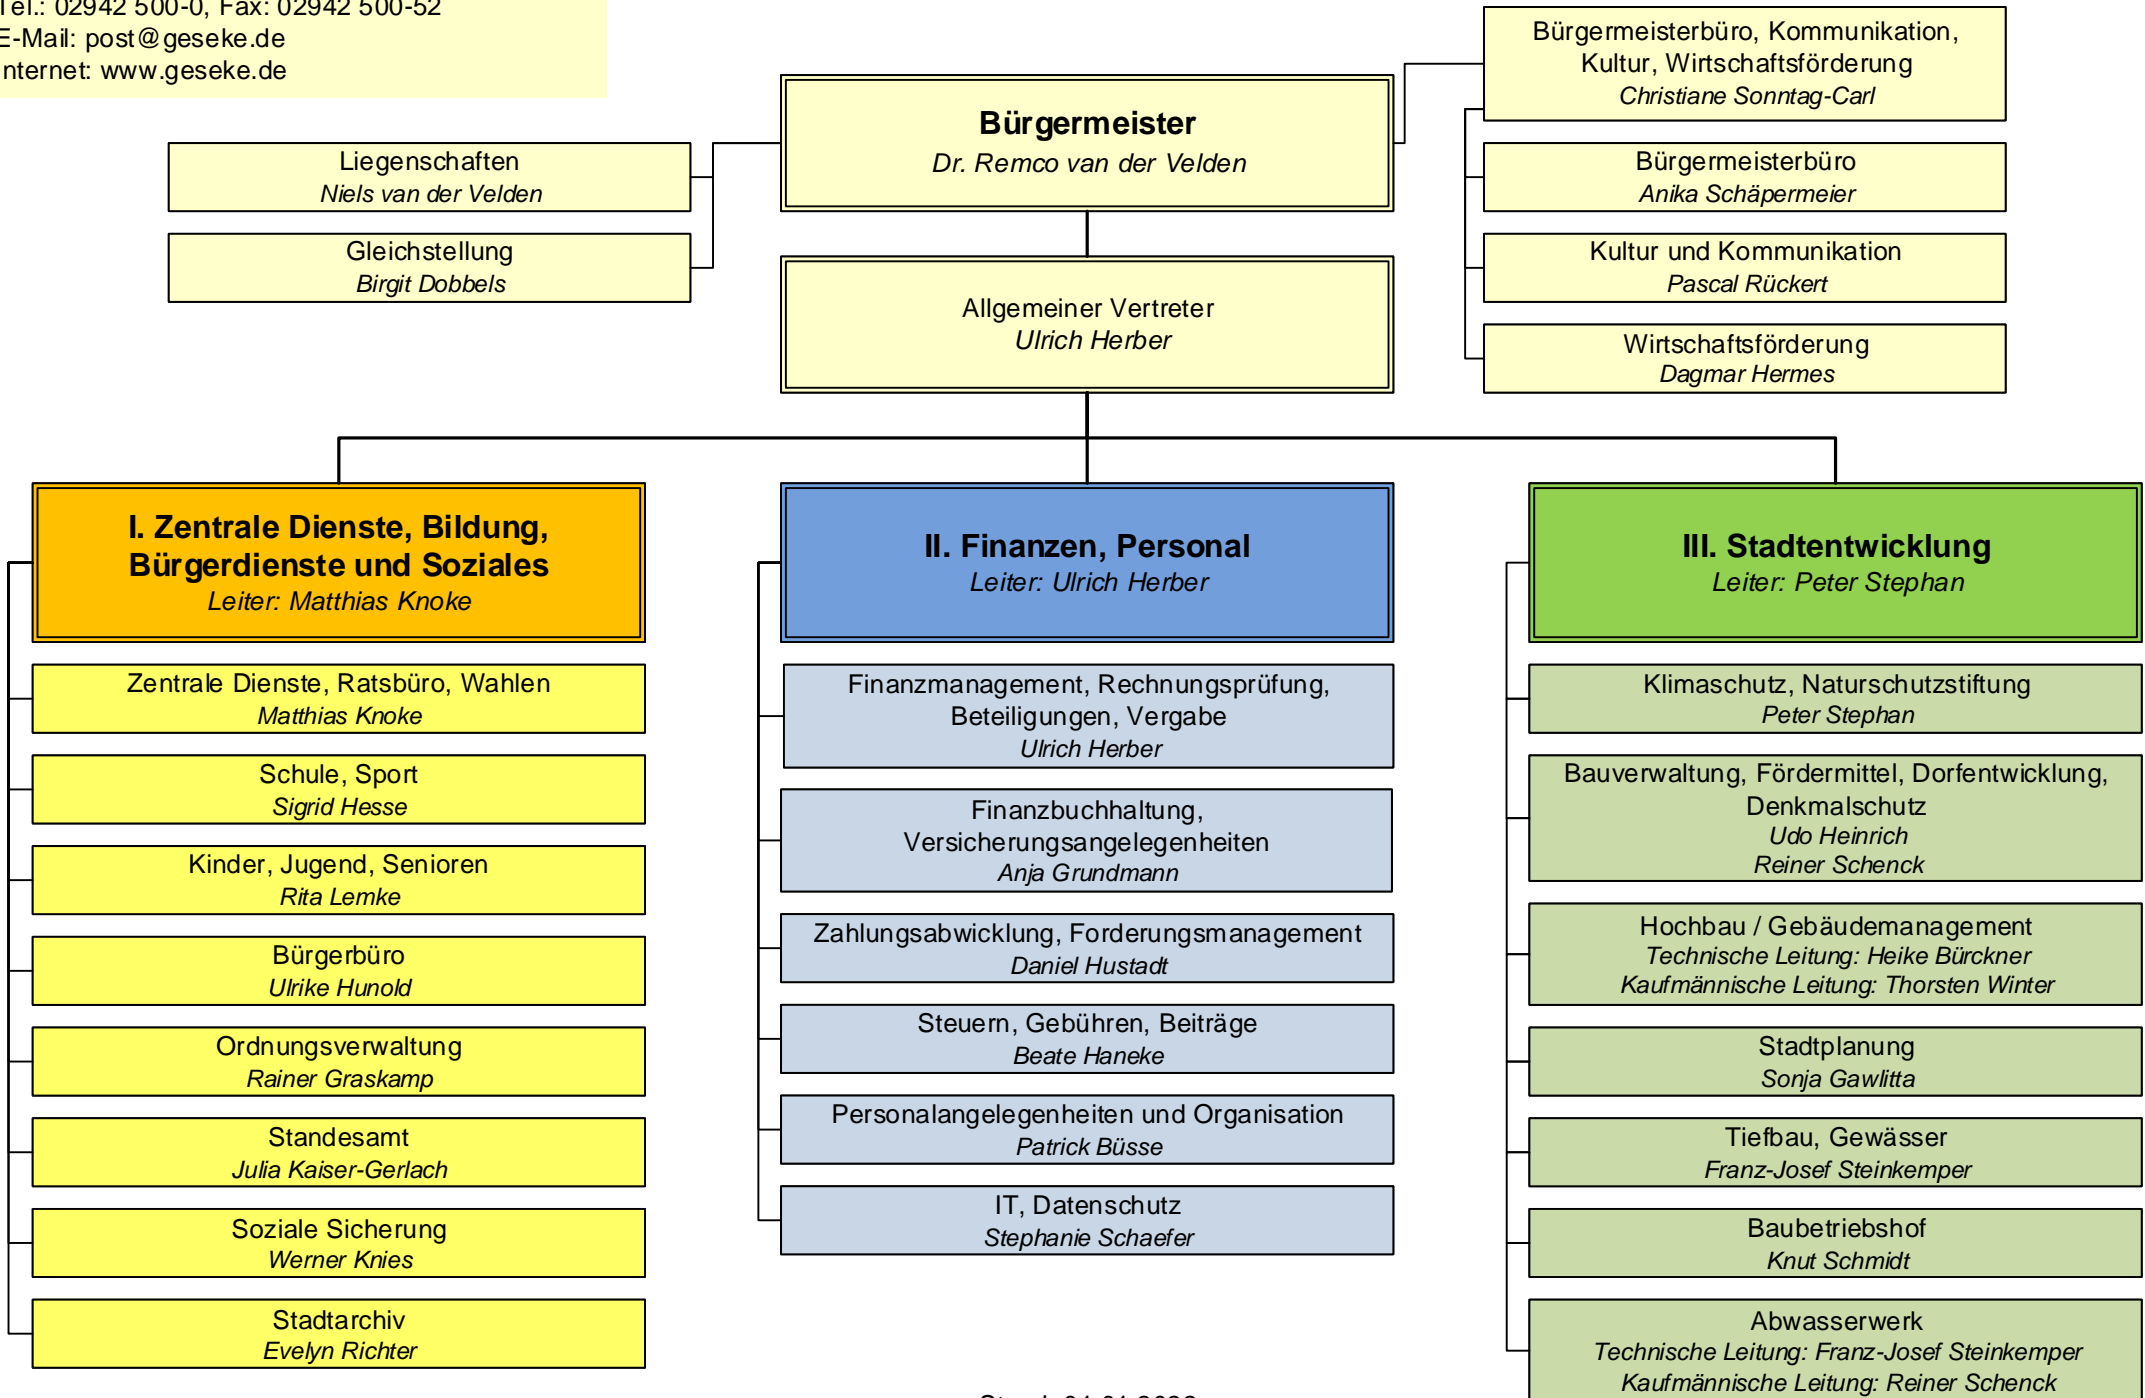 Tel.: 02942 500-0, Fax: 02942 500-52
E-Mail: post@geseke.de
Internet: www.geseke.de
Bürgermeister
Dr. Remco van der Velden
Liegenschaften
Niels van der Velden
Gleichstellung
Birgit Dobbels
Allgemeiner Vertreter
Ulrich Herber
Bürgermeisterbüro, Kommunikation,
Kultur, Wirtschaftsförderung
Christiane Sonntag-Carl
Bürgermeisterbüro
Anika Schäpermeier
Kultur und Kommunikation
Pascal Rückert
Wirtschaftsförderung
Dagmar Hermes
I. Zentrale Dienste, Bildung,
Bürgerdienste und Soziales
Leiter: Matthias Knoke
Zentrale Dienste, Ratsbüro, Wahlen
Matthias Knoke
Schule, Sport
Sigrid Hesse
Kinder, Jugend, Senioren
Rita Lemke
Bürgerbüro
Ulrike Hunold
Ordnungsverwaltung
Rainer Graskamp
Standesamt
Julia Kaiser-Gerlach
Soziale Sicherung
Werner Knies
Stadtarchiv
Evelyn Richter
II. Finanzen, Personal
Leiter: Ulrich Herber
Finanzmanagement, Rechnungsprüfung,
Beteiligungen, Vergabe
Ulrich Herber
Finanzbuchhaltung,
Versicherungsangelegenheiten
Anja Grundmann
Zahlungsabwicklung, Forderungsmanagement
Daniel Hustadt
Steuern, Gebühren, Beiträge
Beate Haneke
Personalangelegenheiten und Organisation
Patrick Büsse
IT, Datenschutz
Stephanie Schaefer
III. Stadtentwicklung
Leiter: Peter Stephan
Klimaschutz, Naturschutzstiftung
Peter Stephan
Bauverwaltung, Fördermittel, Dorfentwicklung,
Denkmalschutz
Udo Heinrich
Reiner Schenck
Hochbau / Gebäudemanagement
Technische Leitung: Heike Bürckner
Kaufmännische Leitung: Thorsten Winter
Stadtplanung
Sonja Gawlitta
Tiefbau, Gewässer
Franz-Josef Steinkemper
Baubetriebshof
Knut Schmidt
Abwasserwerk
Technische Leitung: Franz-Josef Steinkemper
Kaufmännische Leitung: Reiner Schenck